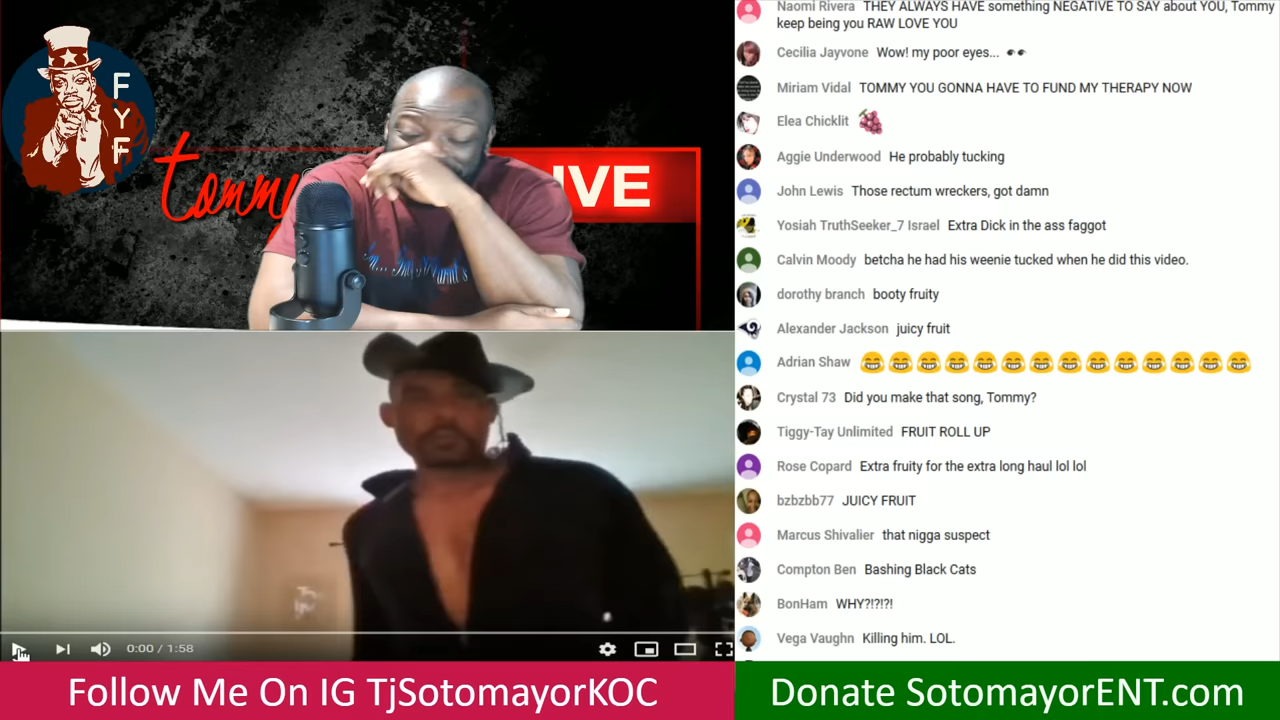 FYF
tommy
IVE
0:00 / 1:58
Follow Me On IG TjSotomayorKOC
Naomi Rivera THEY ALWAYS HAVE something NEGATIVE TO SAY about YOU, Tommy
keep being you RAW LOVE YOU
Cecilia Jayvone Wow! my poor eyes... 👀
Miriam Vidal TOMMY YOU GONNA HAVE TO FUND MY THERAPY NOW
Elea Chicklit 🍇
Aggie Underwood He probably tucking
John Lewis Those rectum wreckers, got damn
Yosiah TruthSeeker_7 Israel Extra Dick in the ass faggot
Calvin Moody betcha he had his weenie tucked when he did this video.
dorothy branch booty fruity
Alexander Jackson juicy fruit
Adrian Shaw 😂😂😂😂😂😂😂😂😂😂😂😂😂😂
Crystal 73 Did you make that song, Tommy?
Tiggy-Tay Unlimited FRUIT ROLL UP
Rose Copard Extra fruity for the extra long haul lol lol
bzbzbb77 JUICY FRUIT
Marcus Shivalier that nigga suspect
Compton Ben Bashing Black Cats
BonHam WHY?!?!?!
Vega Vaughn Killing him. LOL.
Donate SotomayorENT.com